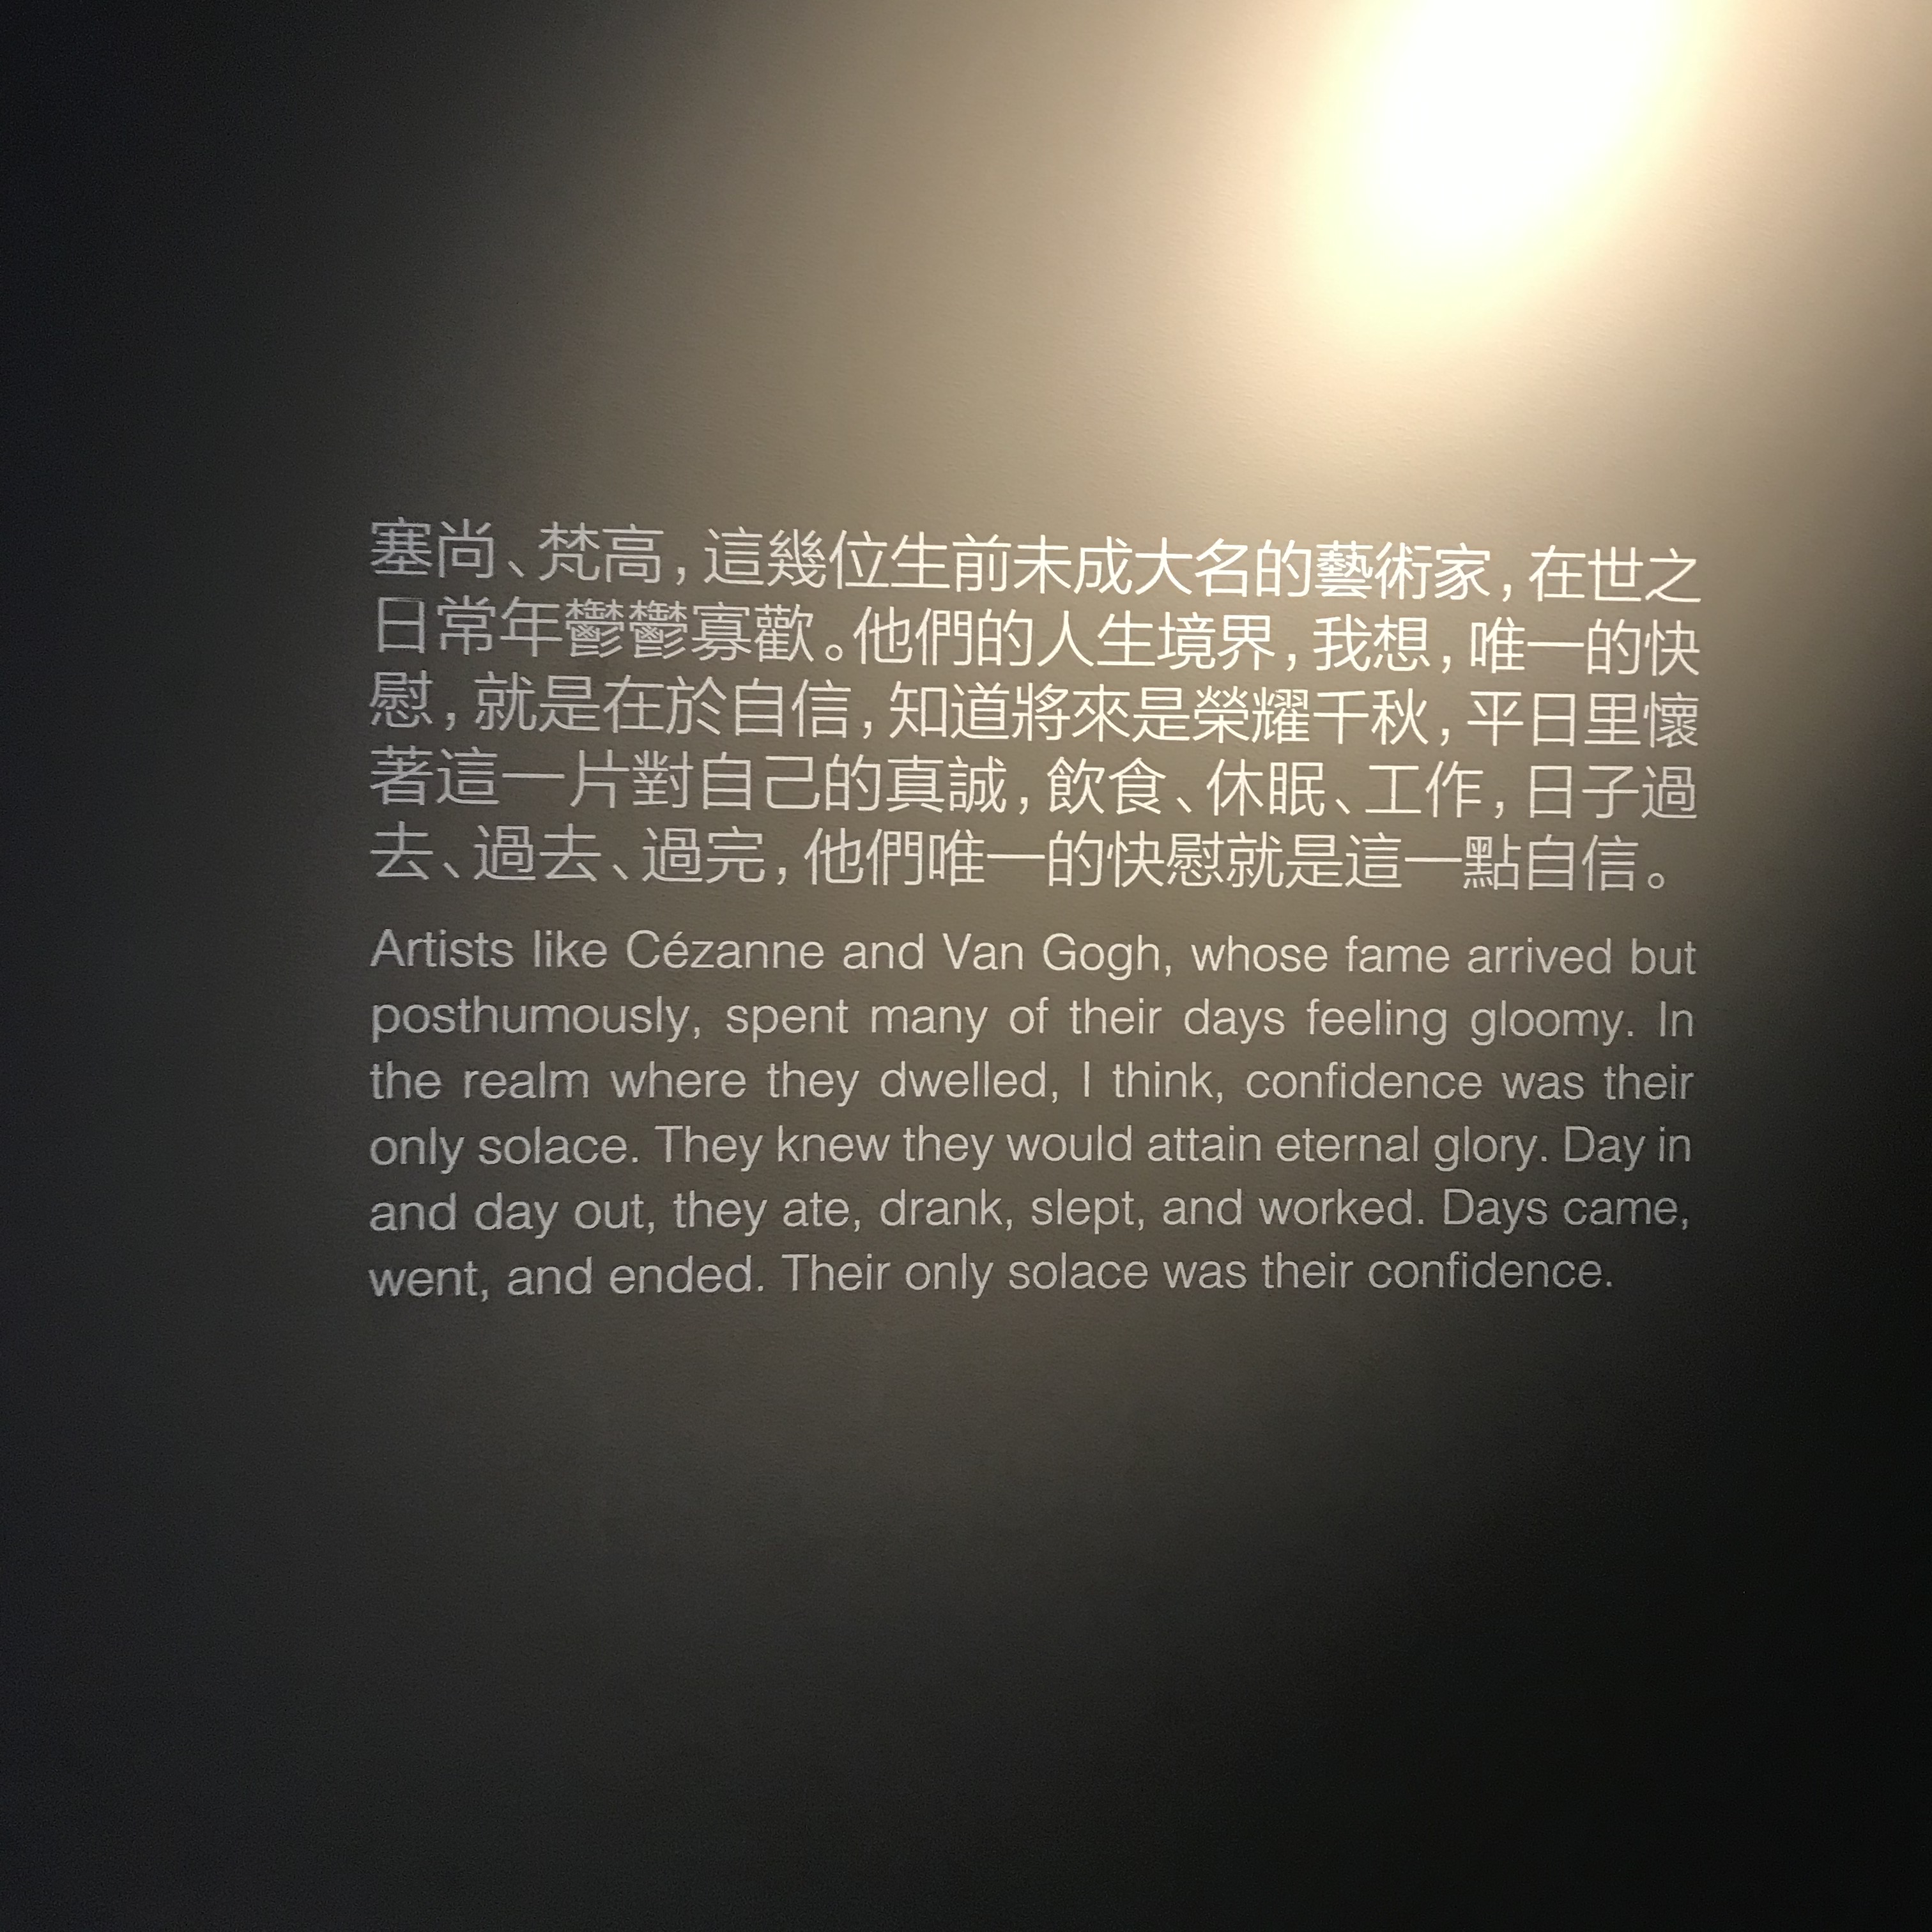 塞尚、梵高,這幾位生前未成大名的藝術家,在世之
日常年鬱鬱寡歡。他們的人生境界,我想,唯一的快
慰,就是在於自信,知道將來是榮耀千秋,平日里懷
著這一片對自己的真誠,飲食、休眠、工作,日子過
去、過去、過完,他們唯一的快慰就是這一點自信。
Artists like Cézanne and Van Gogh, whose fame arrived but
posthumously, spent many of their days feeling gloomy. In
the realm where they dwelled, I think, confidence was their
only solace. They knew they would attain eternal glory. Day in
and day out, they ate, drank, slept, and worked. Days came,
went, and ended. Their only solace was their confidence.